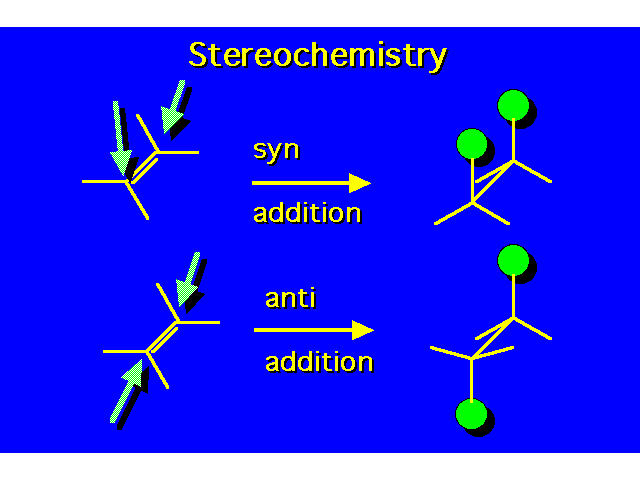 Stereochemistry
syn
addition
anti
addition